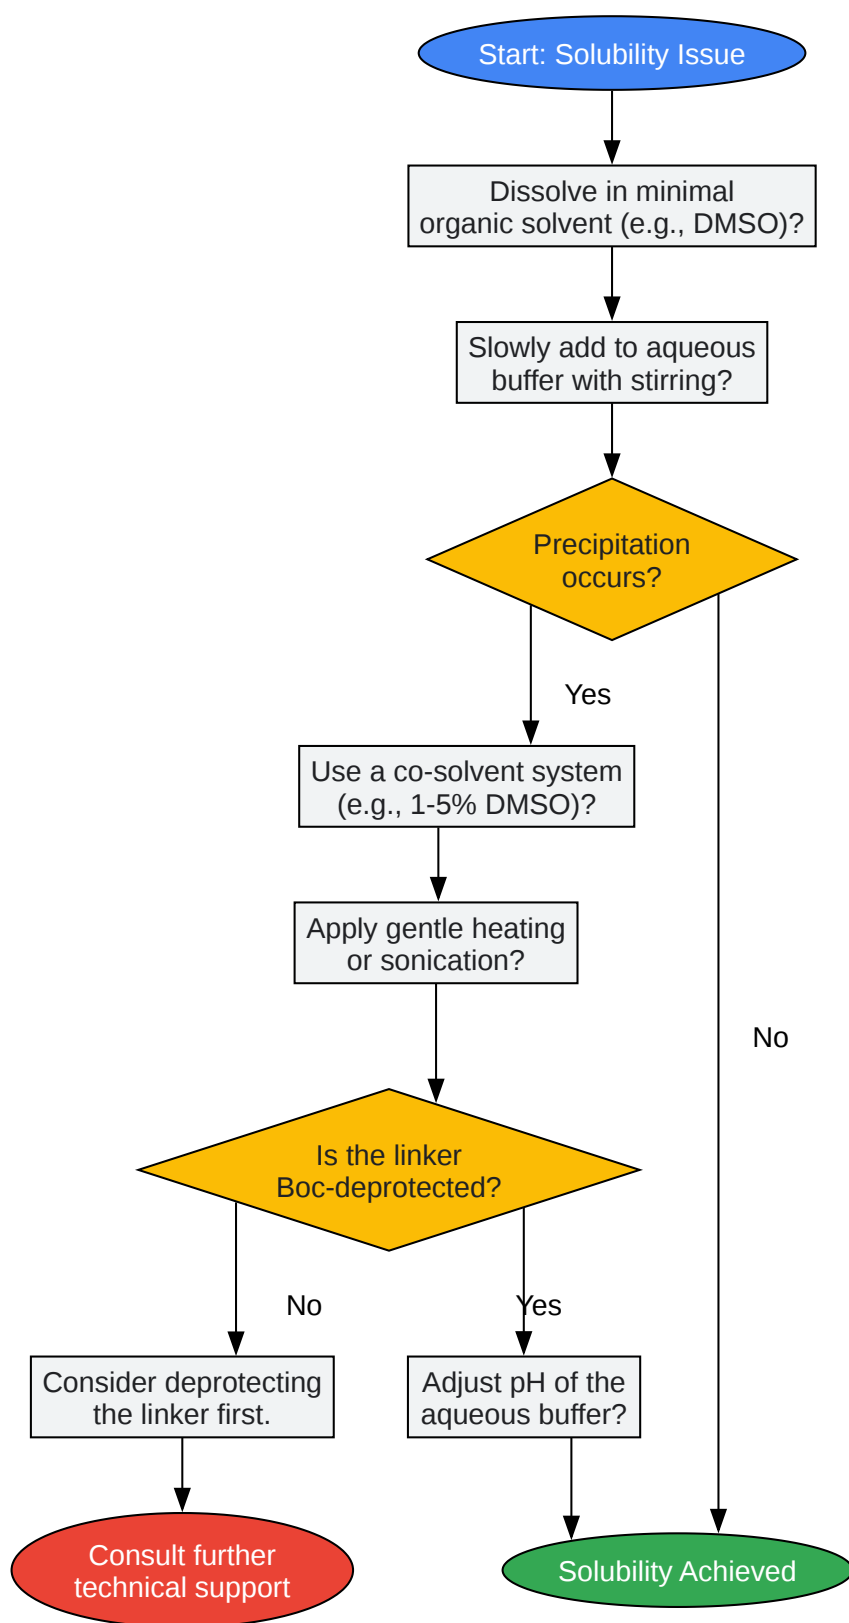 Start: Solubility Issue
Dissolve in minimal
organic solvent (e.g., DMSO)?
Slowly add to aqueous
buffer with stirring?
Precipitation
occurs?
Yes
Use a co-solvent system
(e.g., 1-5% DMSO)?
Apply gentle heating
or sonication?
No
Is the linker
Boc-deprotected?
No
Yes
Consider deprotecting
the linker first.
Adjust pH of the
aqueous buffer?
Consult further
technical support
Solubility Achieved